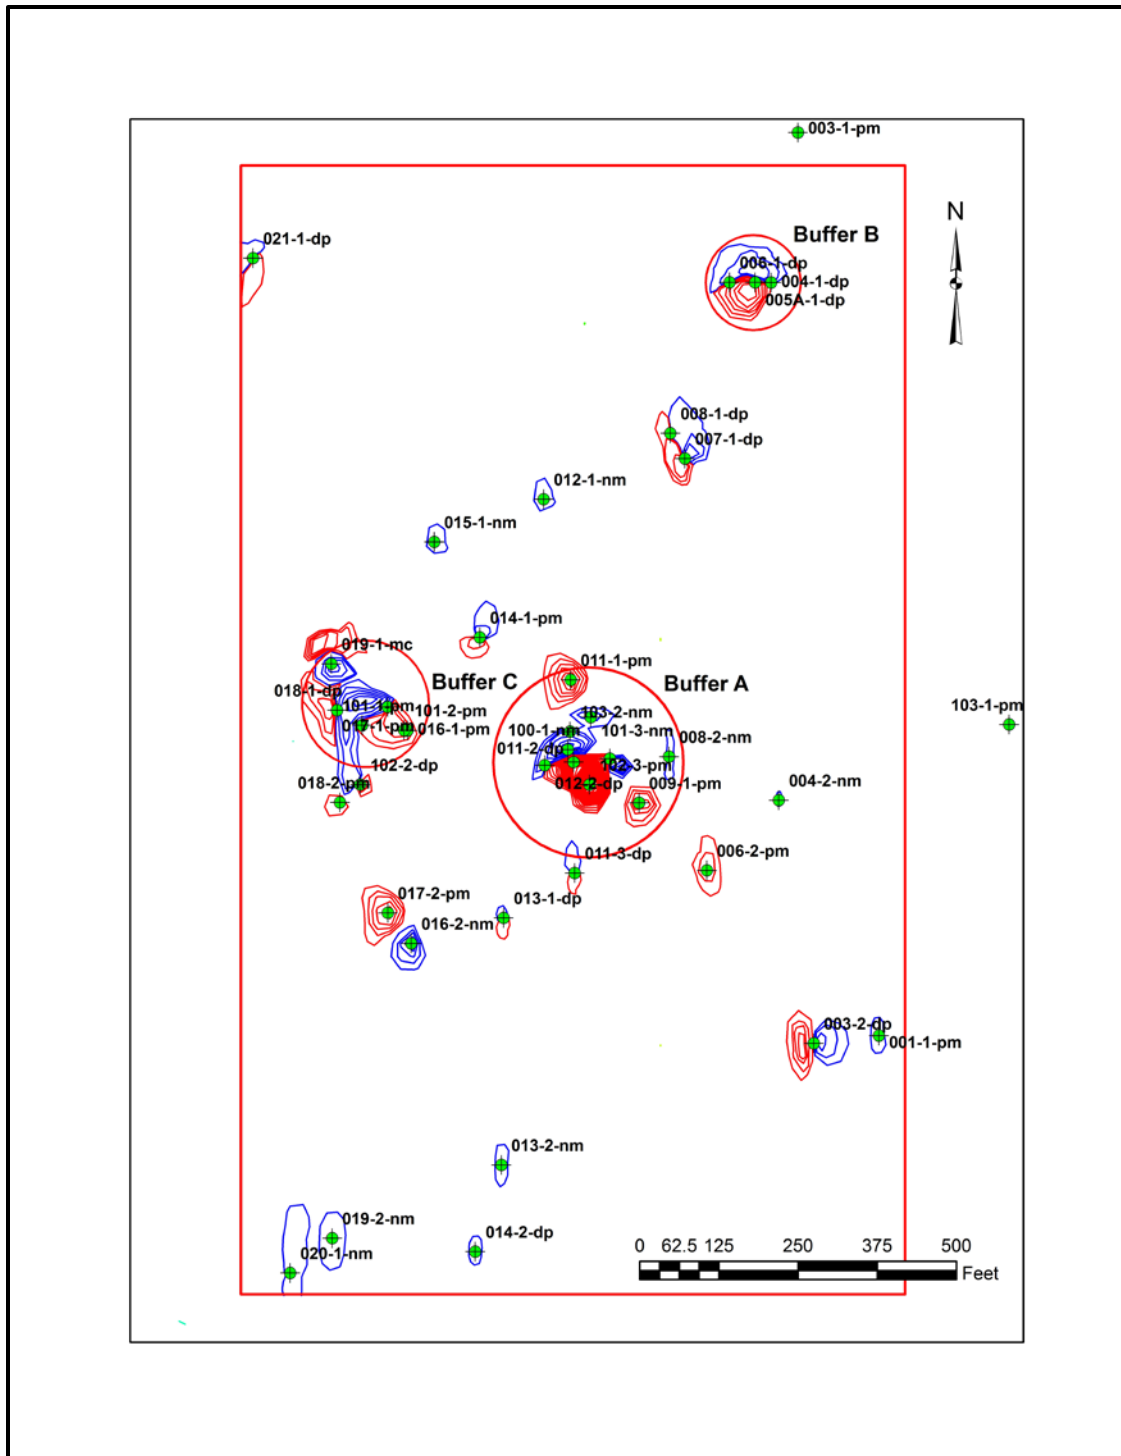 003-1-pm
N
021-1-dp
Buffer B
006-1-dp
004-1-dp
005A-1-dp
008-1-dp
007-1-dp
012-1-nm
015-1-nm
014-1-pm
019-1-mc
011-1-pm
Buffer C
Buffer A
018-1-dp
101-1-pm
101-2-pm
103-2-nm
103-1-pm
017-1-pm
016-1-pm
100-1-nm
101-3-nm
008-2-nm
011-2-dp
102-3-pm
102-2-dp
018-2-pm
012-2-dp
009-1-pm
004-2-nm
011-3-dp
006-2-pm
017-2-pm
013-1-dp
016-2-nm
003-2-dp
001-1-pm
013-2-nm
019-2-nm
014-2-dp
020-1-nm
0 62.5 125 250 375 500
Feet